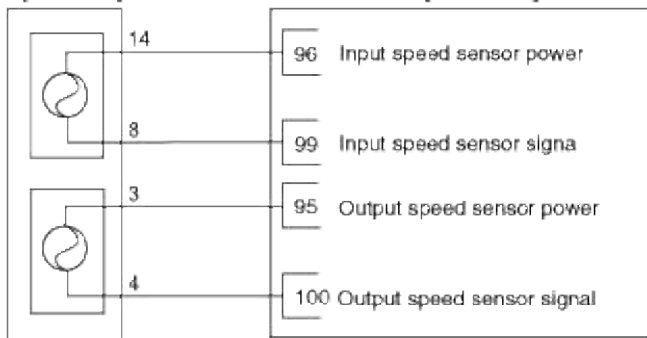 14
96 Input speed sensor power
8
99 Input speed sensor signa
3
95 Output speed sensor power
4
100 Output speed sensor signal